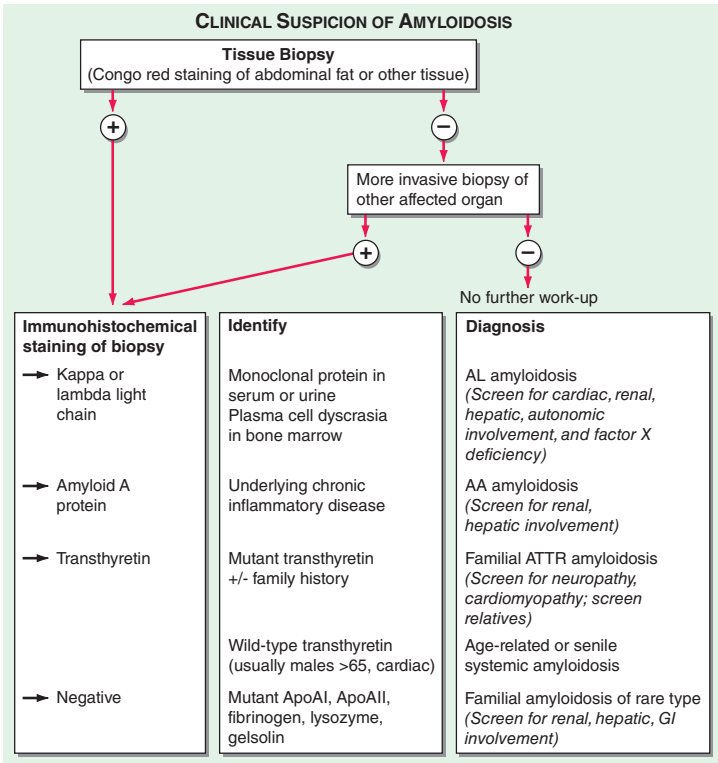 CLINICAL SUSPICION OF AMYLOIDOSIS
Tissue Biopsy
(Congo red staining of abdominal fat or other tissue)
+
−
More invasive biopsy of
other affected organ
+
−
No further work-up
Immunohistochemical
staining of biopsy
Kappa or
lambda light
chain
Amyloid A
protein
Transthyretin
Negative
Identify
Monoclonal protein in
serum or urine
Plasma cell dyscrasia
in bone marrow
Underlying chronic
inflammatory disease
Mutant transthyretin
+/- family history
Wild-type transthyretin
(usually males >65, cardiac)
Mutant ApoAI, ApoAII,
fibrinogen, lysozyme,
gelsolin
Diagnosis
AL amyloidosis
(Screen for cardiac, renal,
hepatic, autonomic
involvement, and factor X
deficiency)
AA amyloidosis
(Screen for renal,
hepatic involvement)
Familial ATTR amyloidosis
(Screen for neuropathy,
cardiomyopathy; screen
relatives)
Age-related or senile
systemic amyloidosis
Familial amyloidosis of rare type
(Screen for renal, hepatic, GI
involvement)